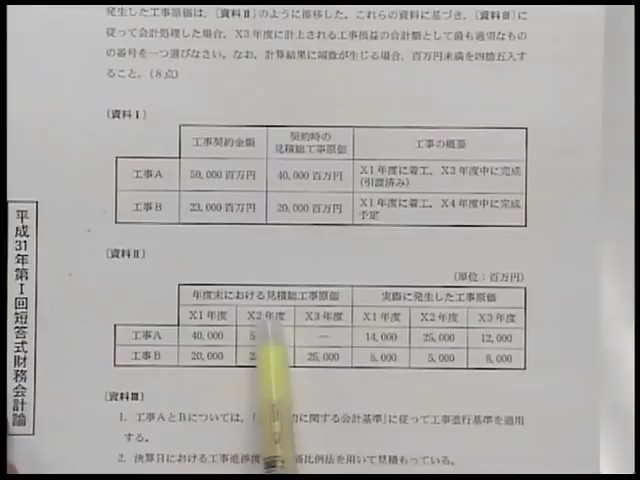 発生した工事原価は，〔資料Ⅱ〕のように推移した。これらの資料に基づき，〔資料Ⅲ〕に
従って会計処理した場合，X3年度に計上される工事損益の合計額として最も適切なもの
の番号を一つ選びなさい。なお，計算結果に端数が生じる場合，百万円未満を四捨五入す
ること。（8点）
〔資料Ⅰ〕
工事契約金額 契約時の見積総工事原価 工事の概要
工事A 50,000百万円 40,000百万円 X1年度に着工，X3年度中に完成
（引渡済み）
工事B 23,000百万円 20,000百万円 X1年度に着工，X4年度中に完成
予定
〔資料Ⅱ〕
（単位：百万円）
年度末における見積総工事原価 実際に発生した工事原価
X1年度 X2年度 X3年度 X1年度 X2年度 X3年度
工事A 40,000 — 14,000 25,000 12,000
工事B 20,000 25,000 5,000 5,000 8,000
〔資料Ⅲ〕
1. 工事AとBについては，「 に関する会計基準」に従って工事進行基準を適用
する。
2. 決算日における工事進捗度 比例法を用いて見積もっている。
平成31年第Ⅰ回短答式財務会計論